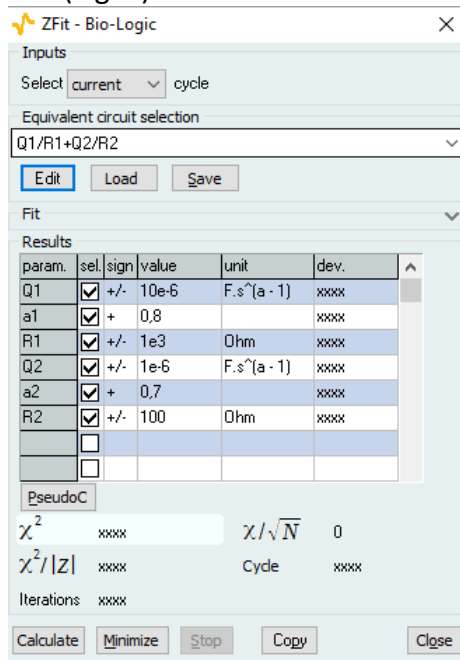 ZFit - Bio-Logic
Inputs
Select current cycle
Equivalent circuit selection
Q1/R1+Q2/R2
Edit Load Save
Fit
Results
param. sel. sign value unit dev.
Q1 +/- 10e-6 F.s^(a - 1) xxxx
a1 + 0,8 xxxx
R1 +/- 1e3 Ohm xxxx
Q2 +/- 1e-6 F.s^(a - 1) xxxx
a2 + 0,7 xxxx
R2 +/- 100 Ohm xxxx
PseudoC
χ² xxxx χ/√N 0
χ²/|Z| xxxx Cycle xxxx
Iterations xxxx
Calculate Minimize Stop Copy Close